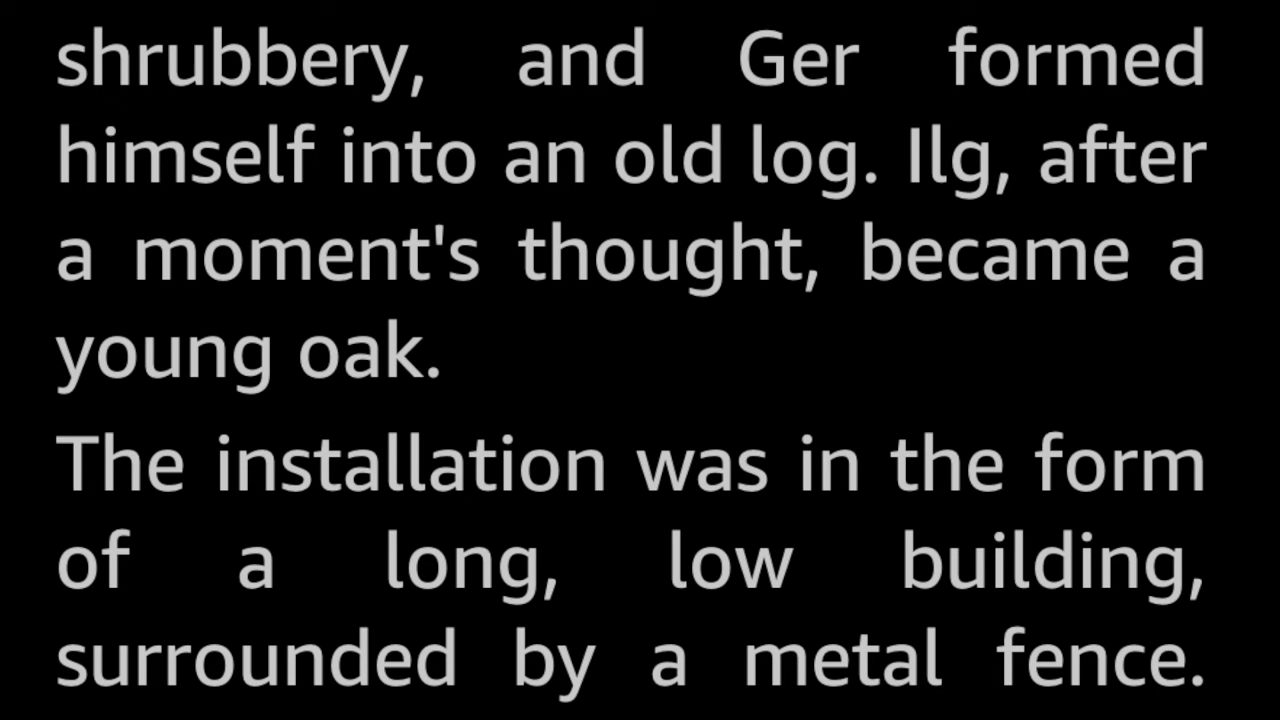 shrubbery, and Ger formed
himself into an old log. Ilg, after
a moment's thought, became a
young oak.
The installation was in the form
of a long, low building,
surrounded by a metal fence.